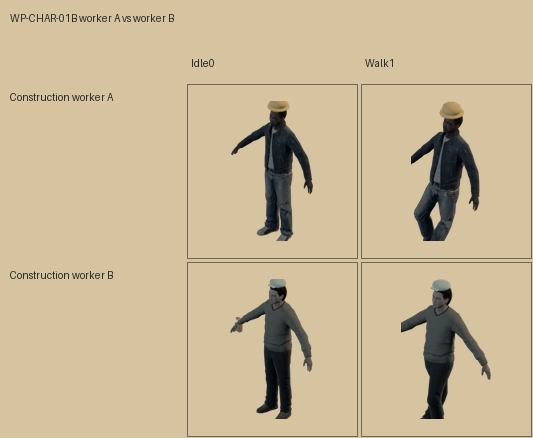 WP-CHAR-01B worker A vs worker B
Idle0 Walk1
Construction worker A
Construction worker B